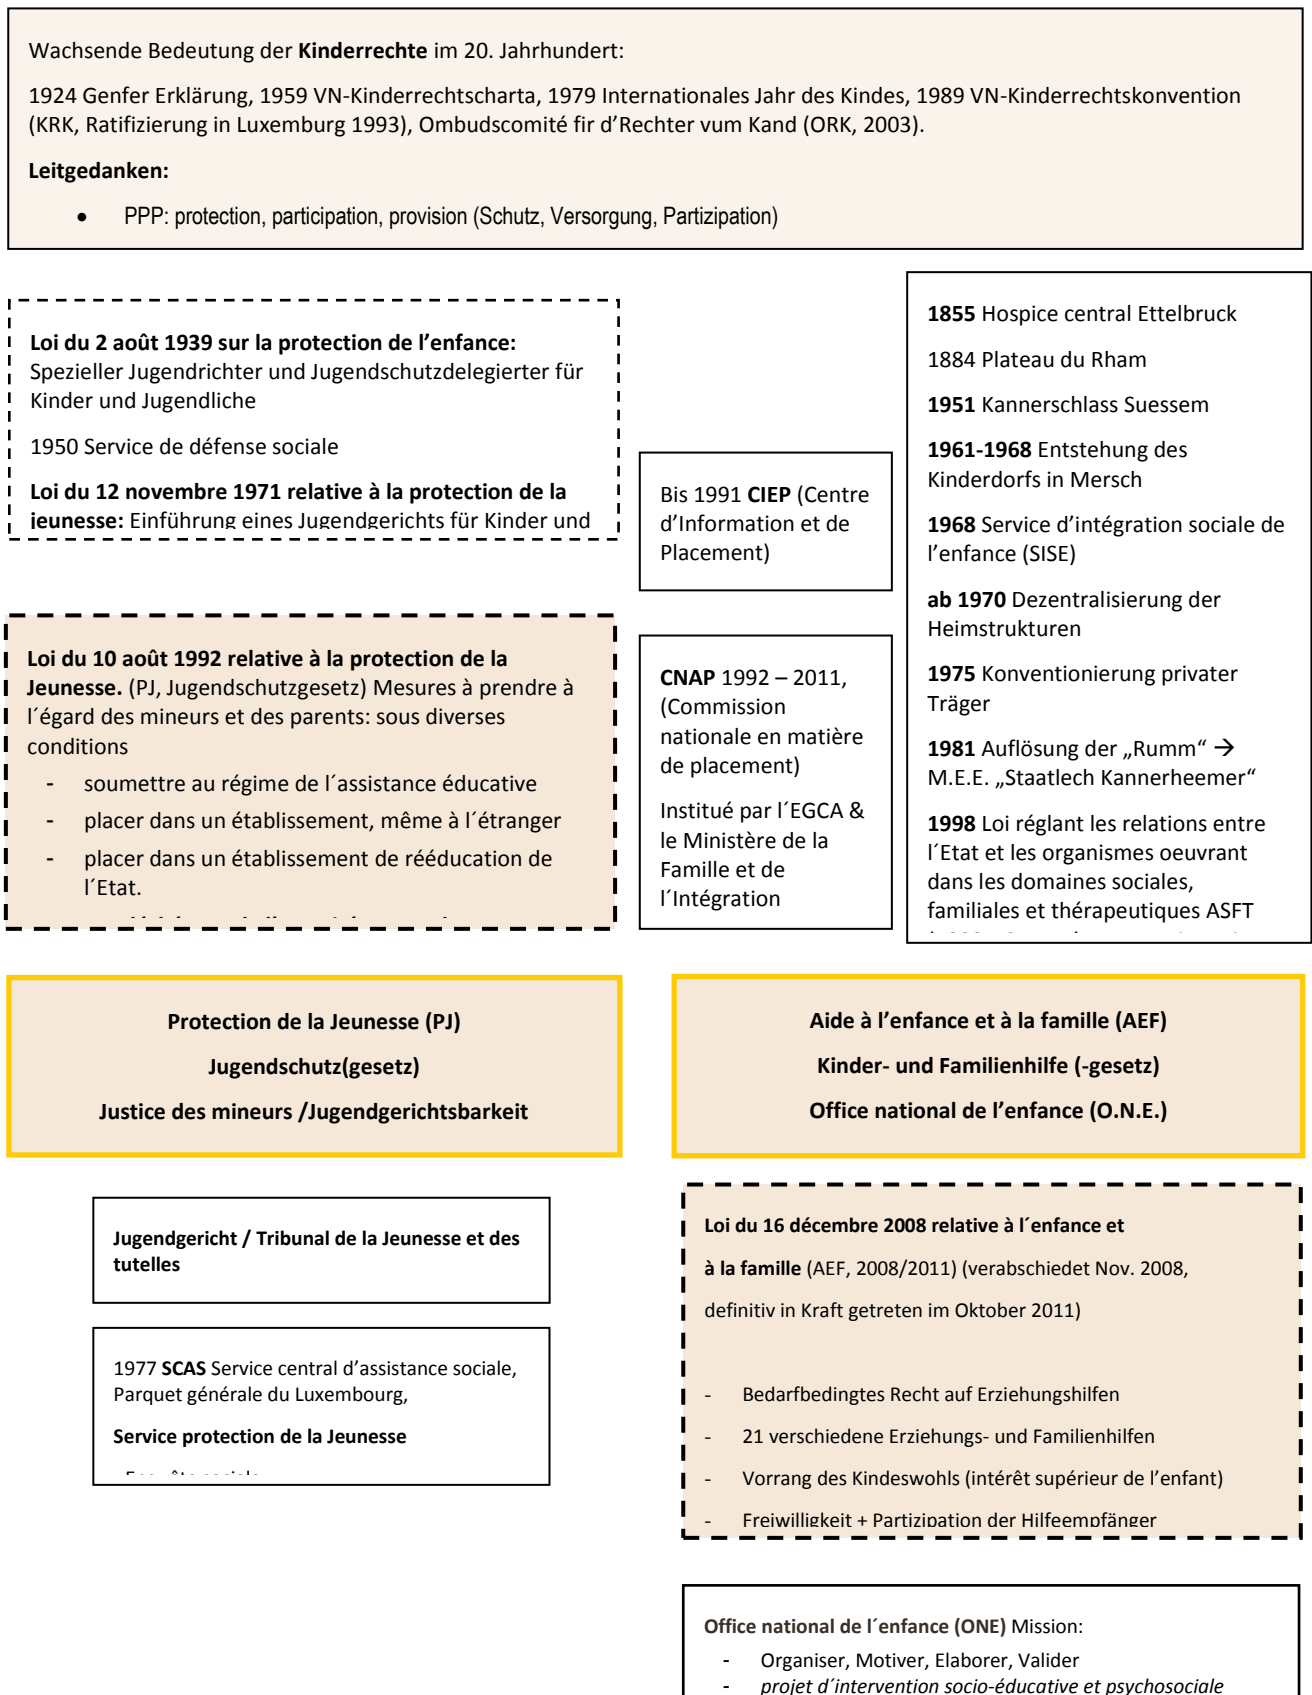 Wachsende Bedeutung der Kinderrechte im 20. Jahrhundert:
1924 Genfer Erklärung, 1959 VN-Kinderrechtscharta, 1979 Internationales Jahr des Kindes, 1989 VN-Kinderrechtskonvention
(KRK, Ratifizierung in Luxemburg 1993), Ombudscomité fir d’Rechter vum Kand (ORK, 2003).
Leitgedanken:
• PPP: protection, participation, provision (Schutz, Versorgung, Partizipation)
Loi du 2 août 1939 sur la protection de l’enfance:
Spezieller Jugendrichter und Jugendschutzdelegierter für
Kinder und Jugendliche
1950 Service de défense sociale
Loi du 12 novembre 1971 relative à la protection de la
jeunesse: Einführung eines Jugendgerichts für Kinder und
Loi du 10 août 1992 relative à la protection de la
Jeunesse. (PJ, Jugendschutzgesetz) Mesures à prendre à
l´égard des mineurs et des parents: sous diverses
conditions
- soumettre au régime de l´assistance éducative
- placer dans un établissement, même à l´étranger
- placer dans un établissement de rééducation de
l´Etat.
Bis 1991 CIEP (Centre
d’Information et de
Placement)
CNAP 1992 – 2011,
(Commission
nationale en matière
de placement)
Institué par l´EGCA &
le Ministère de la
Famille et de
l´Intégration
1855 Hospice central Ettelbruck
1884 Plateau du Rham
1951 Kannerschlass Suessem
1961-1968 Entstehung des
Kinderdorfs in Mersch
1968 Service d’intégration sociale de
l’enfance (SISE)
ab 1970 Dezentralisierung der
Heimstrukturen
1975 Konventionierung privater
Träger
1981 Auflösung der „Rumm“ →
M.E.E. „Staatlech Kannerheemer“
1998 Loi réglant les relations entre
l’Etat et les organismes oeuvrant
dans les domaines sociales,
familiales et thérapeutiques ASFT
Protection de la Jeunesse (PJ)
Jugendschutz(gesetz)
Justice des mineurs /Jugendgerichtsbarkeit
Aide à l’enfance et à la famille (AEF)
Kinder- und Familienhilfe (-gesetz)
Office national de l’enfance (O.N.E.)
Jugendgericht / Tribunal de la Jeunesse et des
tutelles
1977 SCAS Service central d’assistance sociale,
Parquet générale du Luxembourg,
Service protection de la Jeunesse
Loi du 16 décembre 2008 relative à l´enfance et
à la famille (AEF, 2008/2011) (verabschiedet Nov. 2008,
definitiv in Kraft getreten im Oktober 2011)
- Bedarfbedingtes Recht auf Erziehungshilfen
- 21 verschiedene Erziehungs- und Familienhilfen
- Vorrang des Kindeswohls (intérêt supérieur de l’enfant)
- Freiwilligkeit + Partizipation der Hilfeempfänger
Office national de l´enfance (ONE) Mission:
- Organiser, Motiver, Elaborer, Valider
- projet d´intervention socio-éducative et psychosociale